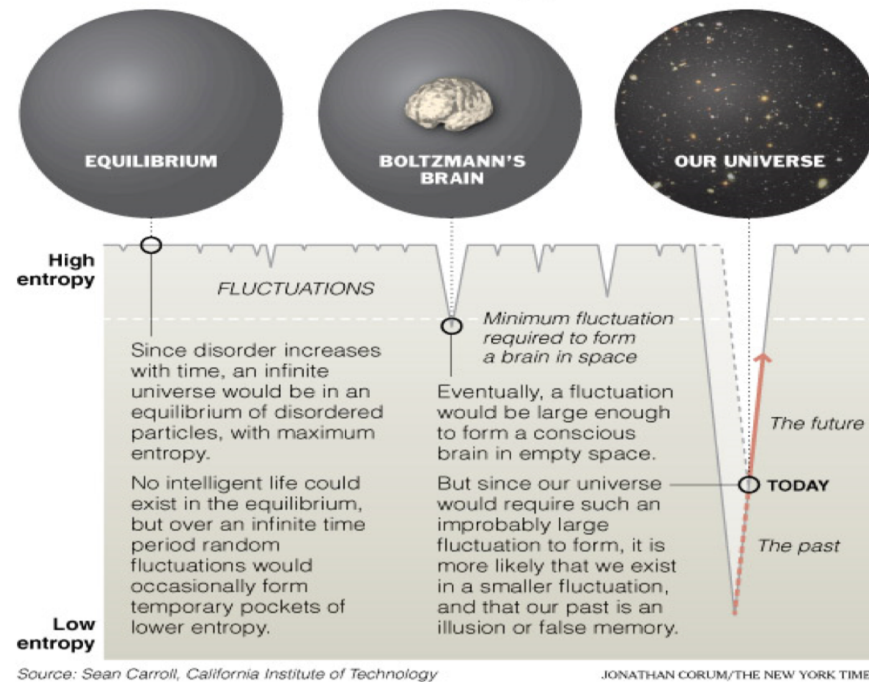 EQUILIBRIUM
BOLTZMANN'S
BRAIN
OUR UNIVERSE
High
entropy
FLUCTUATIONS
Minimum fluctuation
required to form
a brain in space
Since disorder increases
with time, an infinite
universe would be in an
equilibrium of disordered
particles, with maximum
entropy.
No intelligent life could
exist in the equilibrium,
but over an infinite time
period random
fluctuations would
occasionally form
temporary pockets of
lower entropy.
Eventually, a fluctuation
would be large enough
to form a conscious
brain in empty space.
But since our universe
would require such an
improbably large
fluctuation to form, it is
more likely that we exist
in a smaller fluctuation,
and that our past is an
illusion or false memory.
The future
TODAY
The past
Low
entropy
Source: Sean Carroll, California Institute of Technology
JONATHAN CORUM/THE NEW YORK TIME